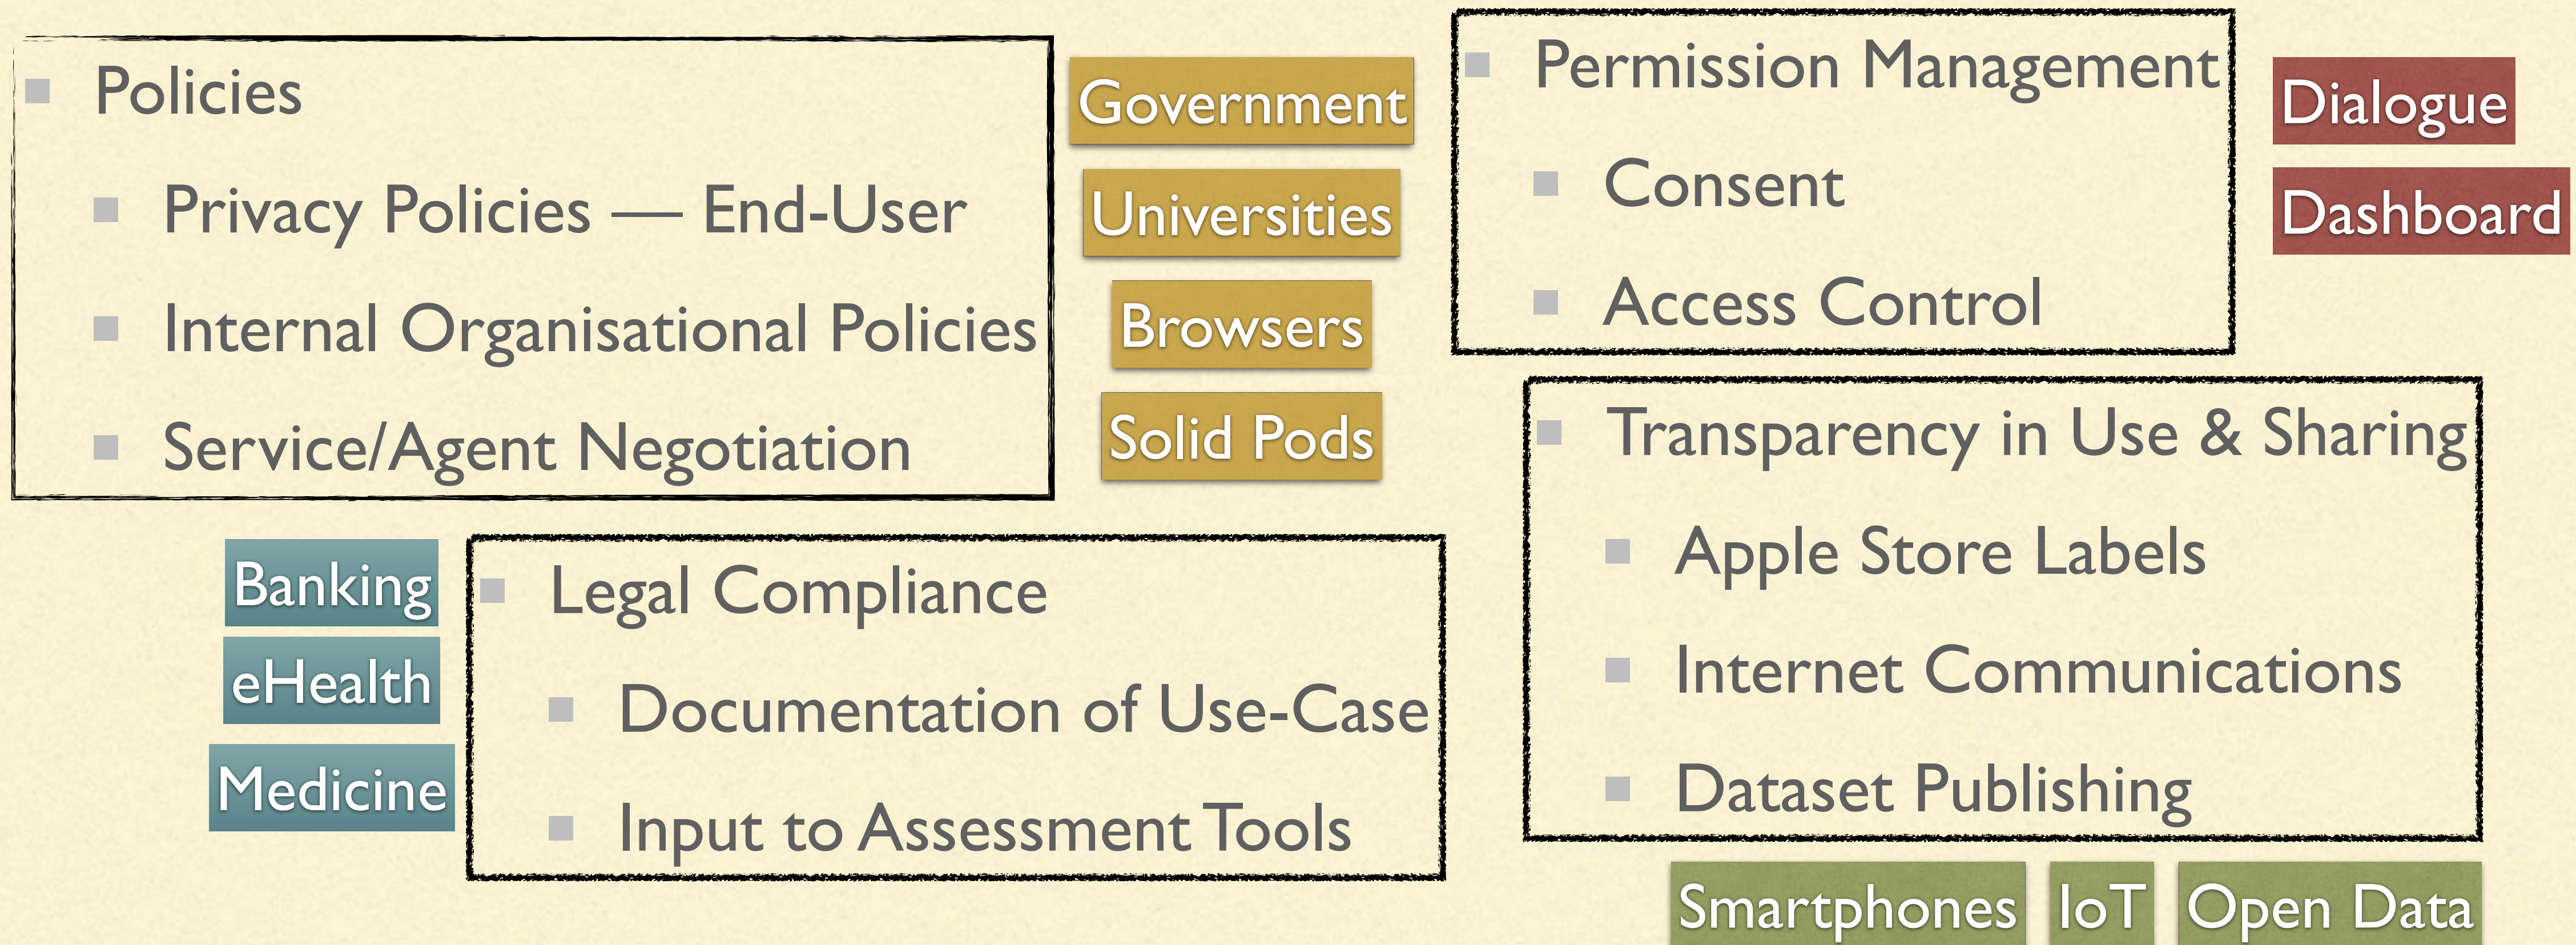 Policies
Privacy Policies — End-User
Internal Organisational Policies
Service/Agent Negotiation
Government
Universities
Browsers
Solid Pods
Permission Management
Consent
Access Control
Dialogue
Dashboard
Banking
eHealth
Medicine
Legal Compliance
Documentation of Use-Case
Input to Assessment Tools
Transparency in Use & Sharing
Apple Store Labels
Internet Communications
Dataset Publishing
Smartphones IoT Open Data